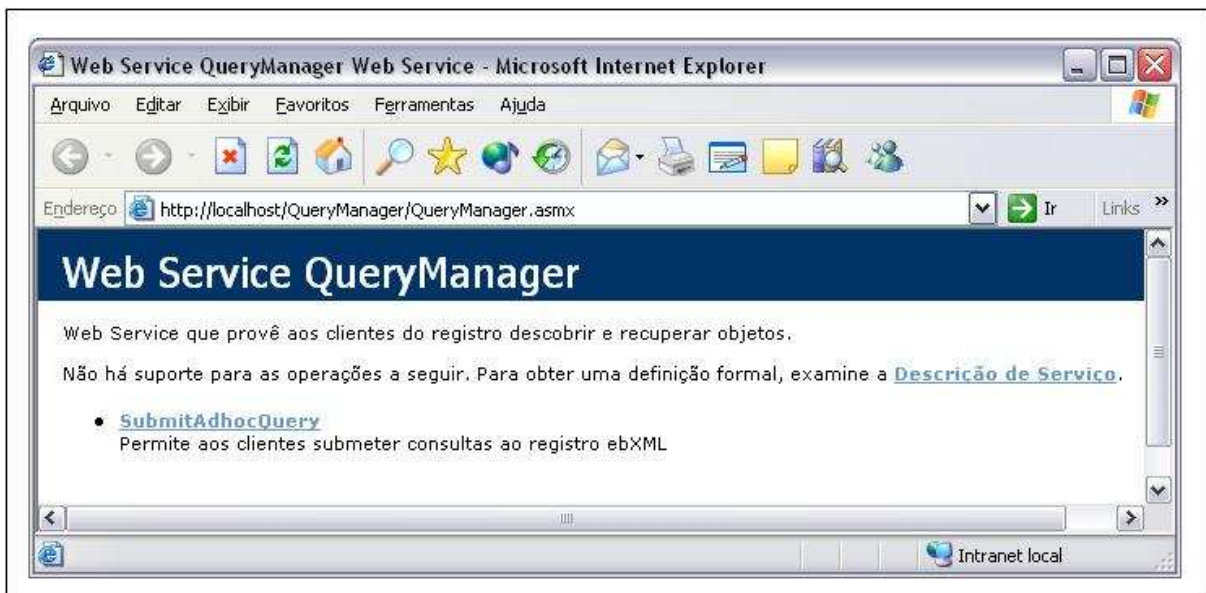 Web Service QueryManager Web Service - Microsoft Internet Explorer
Arquivo Editar Exibir Favoritos Ferramentas Ajuda
Endereço http://localhost/QueryManager/QueryManager.asmx Ir Links »
Web Service QueryManager
Web Service que provê aos clientes do registro descobrir e recuperar objetos.
Não há suporte para as operações a seguir. Para obter uma definição formal, examine a Descrição de Serviço.
• SubmitAdhocQuery
Permite aos clientes submeter consultas ao registro ebXML
Intranet local